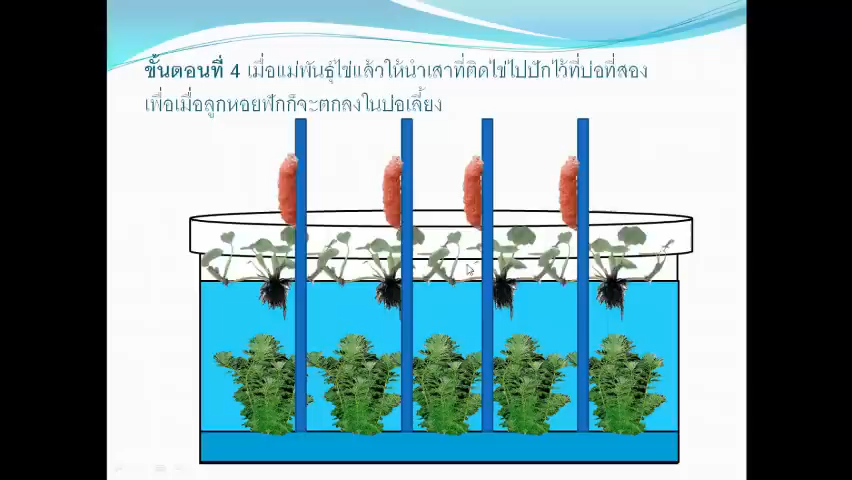 ขั้นตอนที่ 4 เมื่อแม่พันธุ์ไข่แล้วให้นำเสาที่ติดไข่ไปปักไว้ที่บ่อที่สอง
เพื่อเมื่อลูกหอยฟักก็จะตกลงในบ่อเลี้ยง